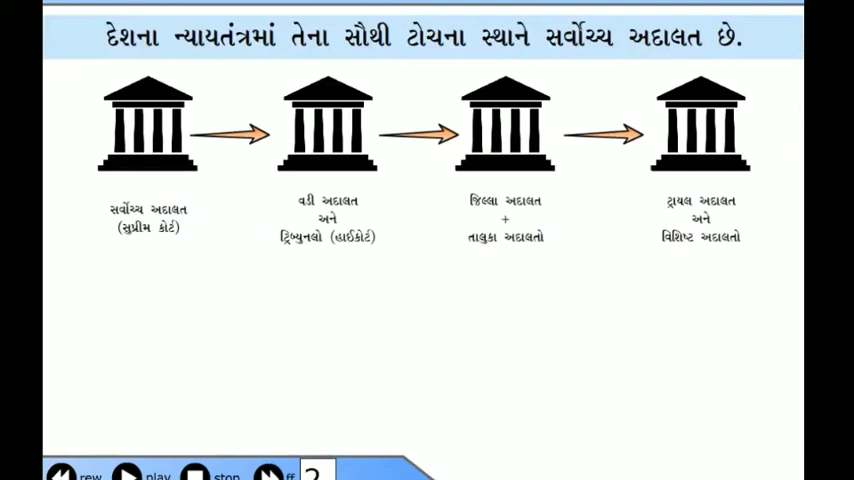 દેશના ન્યાયતંત્રમાં તેના સૌથી ટોચના સ્થાને સર્વોચ્ચ અદાલત છે.
સર્વોચ્ચ અદાલત
(સુપ્રીમ કોર્ટ)
વડી અદાલત
અને
ટ્રિબ્યુનલો (હાઈકોર્ટ)
જિલ્લા અદાલત
+
તાલુકા અદાલતો
ટ્રાયલ અદાલત
અને
વિશિષ્ટ અદાલતો
rew play stop ff 2